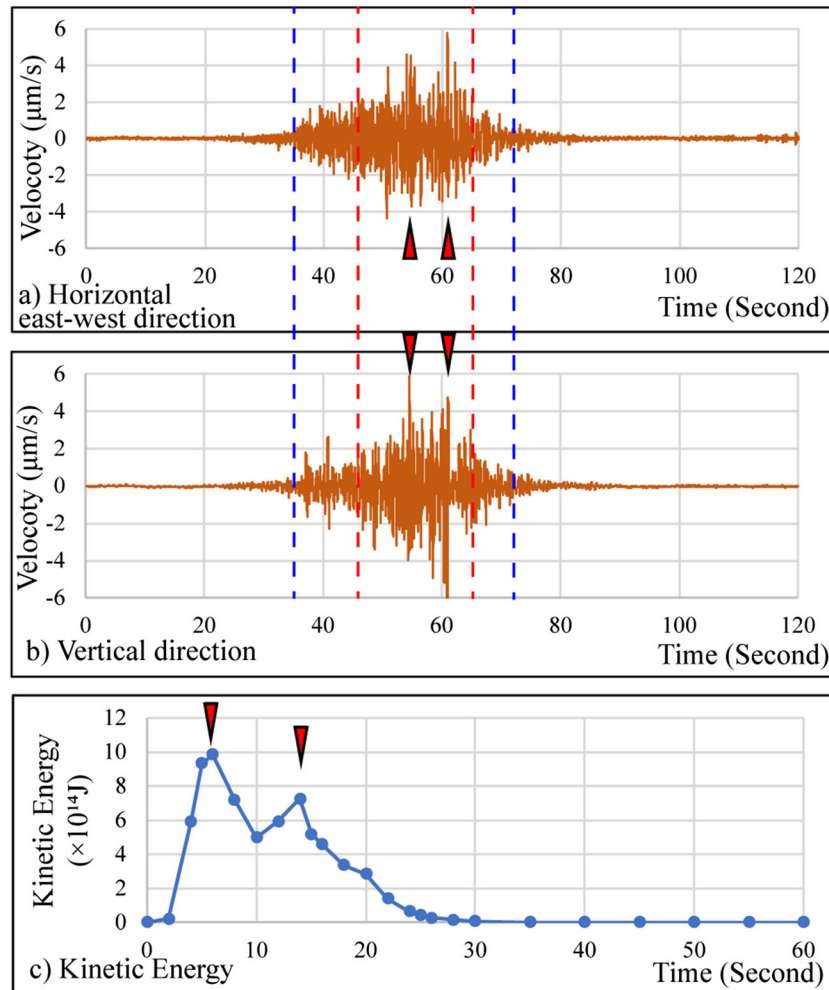 6
4
2
0
-2
-4
-6
Velocoty (μm/s)
0 20 40 60 80 100 120
a) Horizontal
east-west direction
Time (Second)
6
4
2
0
-2
-4
-6
Velocoty (μm/s)
0 20 40 60 80 100 120
b) Vertical direction
Time (Second)
12
10
8
6
4
2
0
Kinetic Energy
(×10¹⁴J)
0 10 20 30 40 50 60
c) Kinetic Energy
Time (Second)